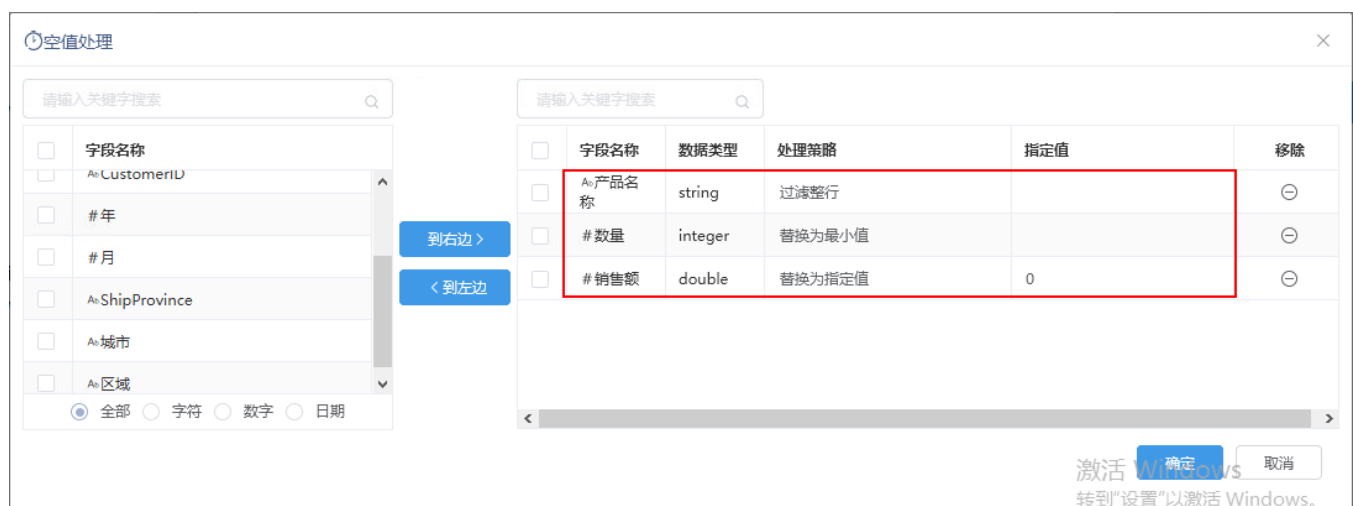 空值处理
请输入关键字搜索
请输入关键字搜索
字段名称
CustomerID
#年
#月
ShipProvince
城市
区域
全部 字符 数字 日期
到右边
到左边
字段名称 数据类型 处理策略 指定值 移除
产品名
称 string 过滤整行
#数量 integer 替换为最小值
#销售额 double 替换为指定值 0
确定 取消
激活 Windows
转到"设置"以激活 Windows。